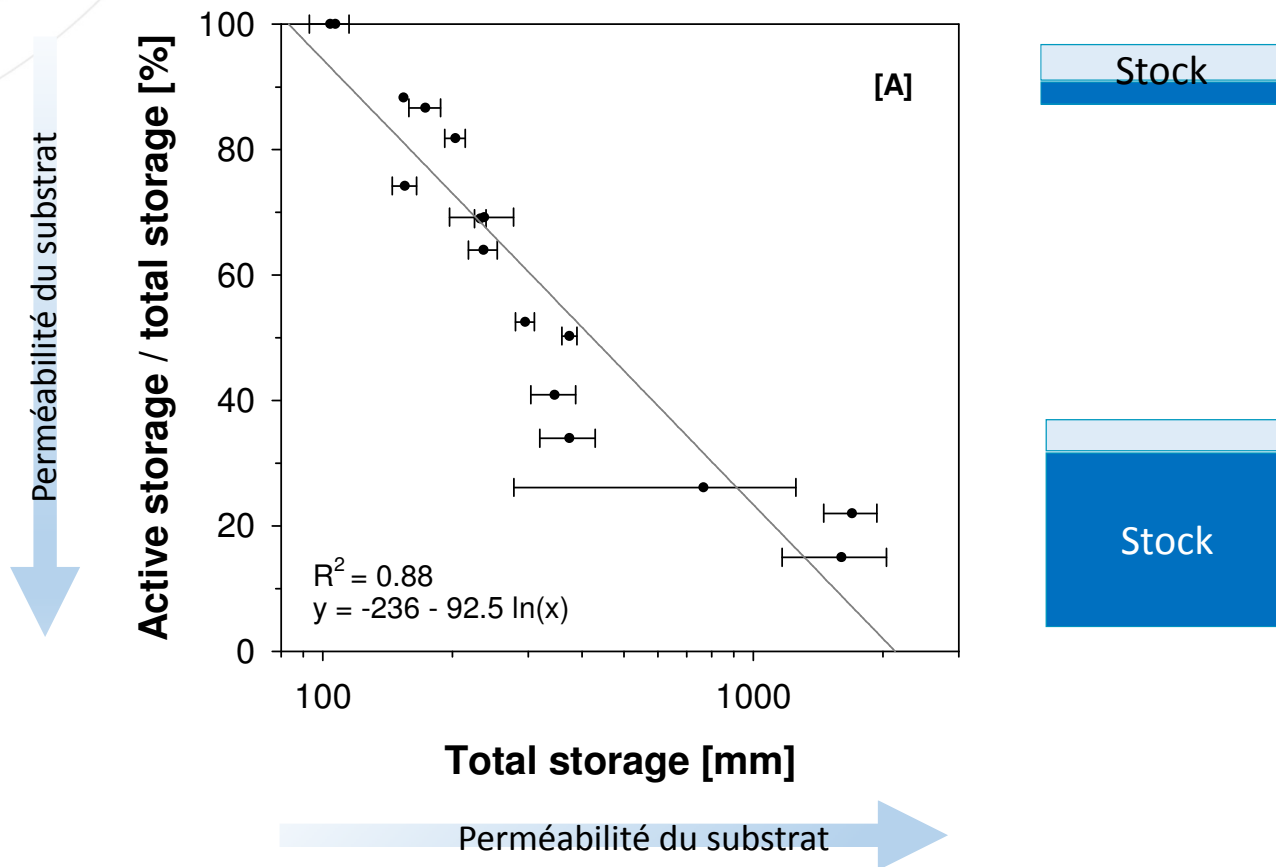 Perméabilité du substrat
Active storage / total storage [%]
100
80
60
40
20
0
[A]
R² = 0.88
y = -236 - 92.5 ln(x)
100
1000
Total storage [mm]
Perméabilité du substrat
Stock
Stock